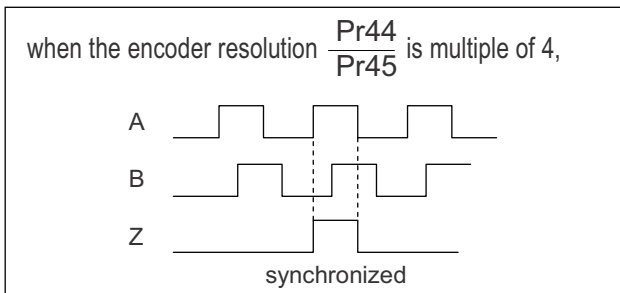 when the encoder resolution Pr44/Pr45 is multiple of 4,
A
B
Z
synchronized